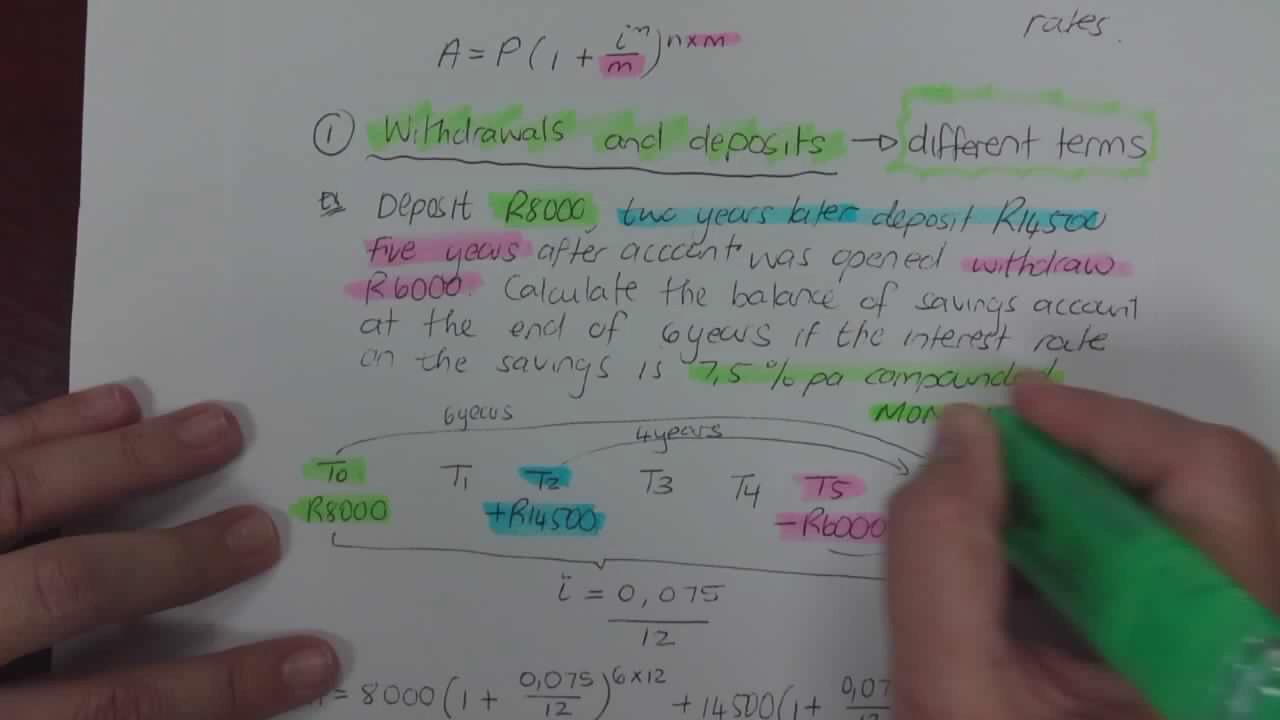 rates.
A = P(1 + i^m/m)^n×m
① Withdrawals and deposits → different terms
Deposit R8000, two years later deposit R14500
Five years after account was opened withdraw
R6000. Calculate the balance of savings account
at the end of 6 years if the interest rate
on the savings is 7,5 % pa compounded
6 years
4 years
T0 T1 T2 T3 T4 T5
R8000 +R14500 -R6000
i = 0,075/12
= 8000(1 + 0,075/12)^6×12 + 14500(1+